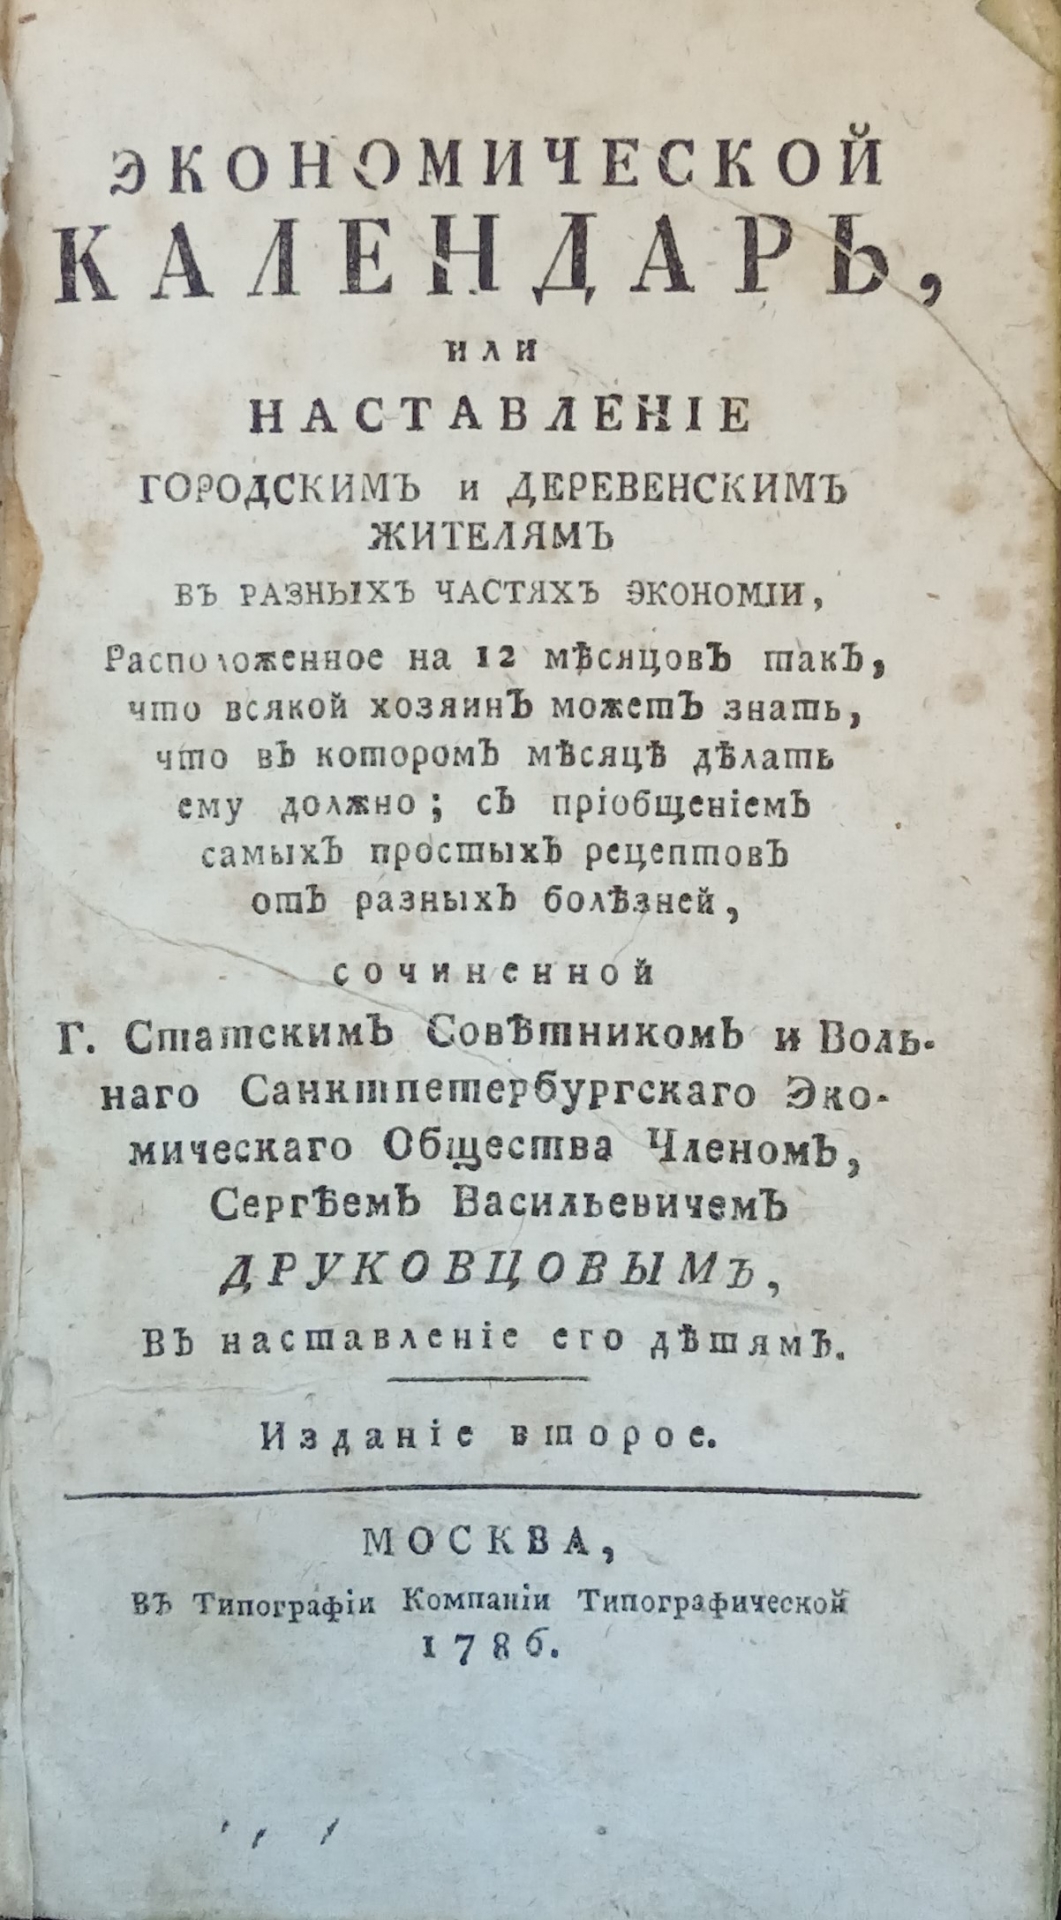 ЭКОНОМИЧЕСКОЙ
КАЛЕНДАРЬ,
ИЛИ
НАСТАВЛЕНІЕ
ГОРОДСКИМЪ и ДЕРЕВЕНСКИМЪ
ЖИТЕЛЯМЪ
ВЪ РАЗНЫХЪ ЧАСТЯХЪ ЭКОНОМІИ,
Расположенное на 12 мѣсяцовъ такъ,
что всякой хозяинъ можетъ знать,
что въ которомъ мѣсяцѣ дѣлать
ему должно; съ пріобщеніемъ
самыхъ простыхъ рецептовъ
отъ разныхъ болѣзней,
сочиненной
Г. Статскимъ Совѣтникомъ и Воль-
наго Санктпетербургскаго Эко-
мическаго Общества Членомъ,
Сергѣемъ Васильевичемъ
ДРУКОВЦОВЫМЪ,
Въ наставленіе его дѣтямъ.
Изданіе второе.
МОСКВА,
Въ Типографіи Компаніи Типографической
1786.